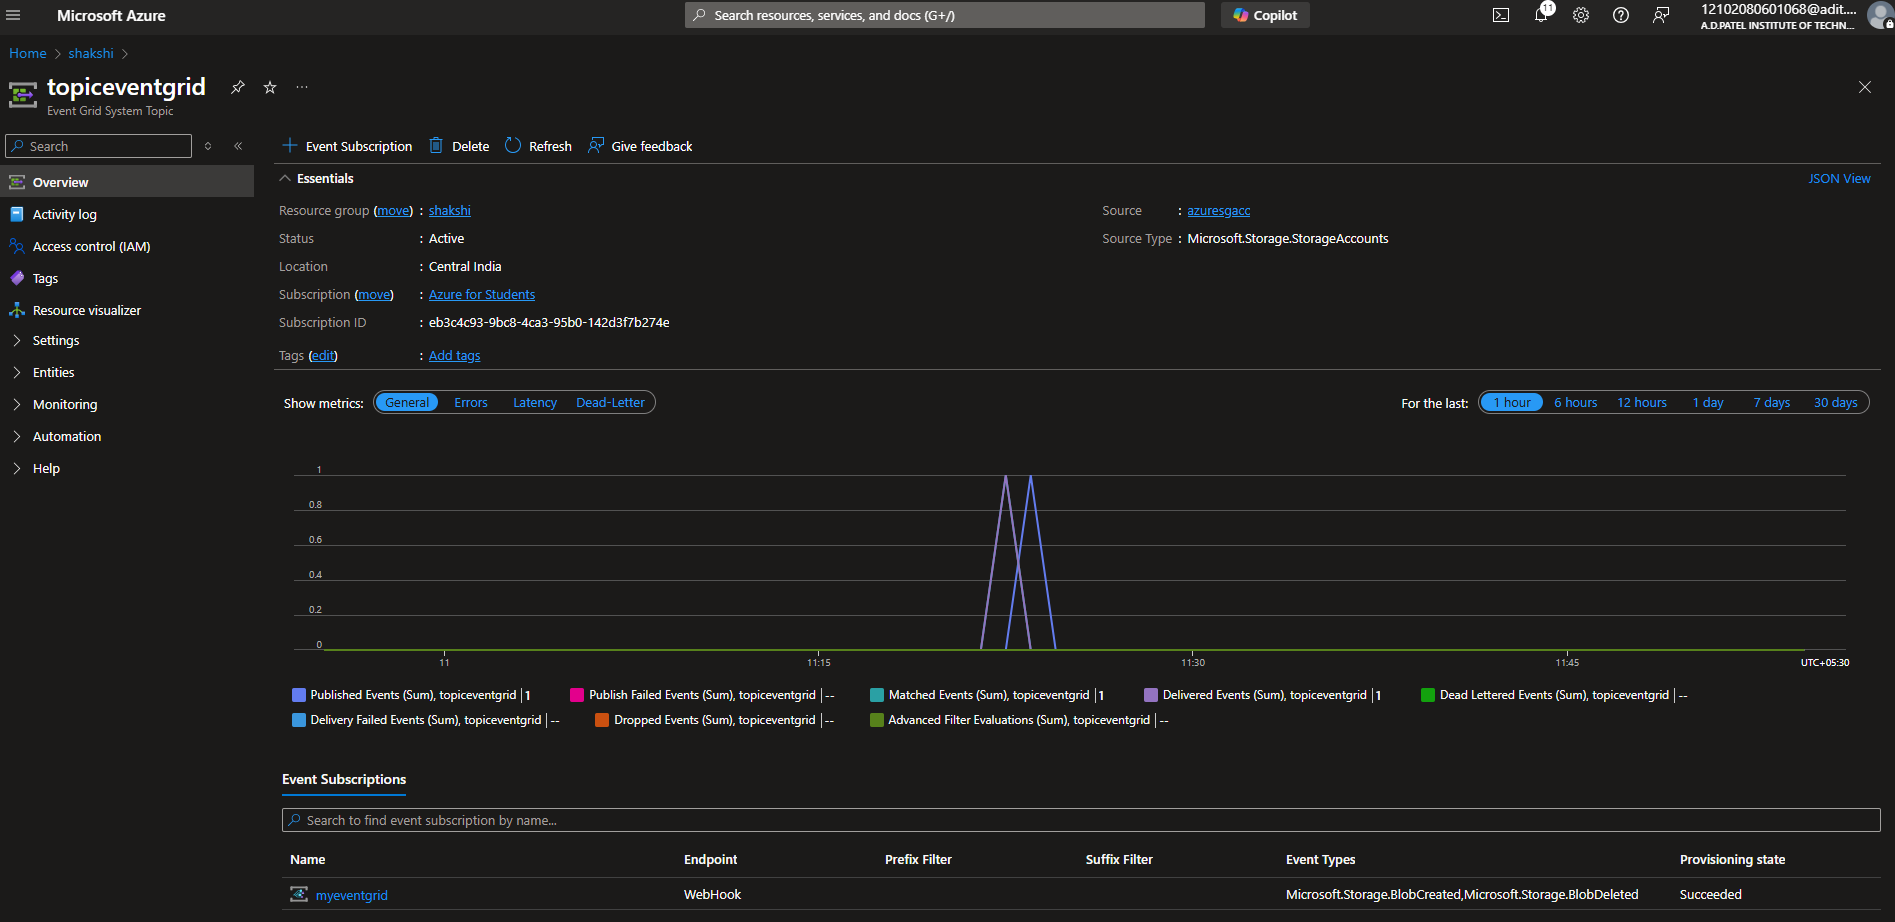 Microsoft Azure
Search resources, services, and docs (G+/)
Copilot
11
12102080601068@adit....
A.D.PATEL INSTITUTE OF TECHN...
Home > shakshi >
topiceventgrid
...
Event Grid System Topic
Search
Overview
Activity log
Access control (IAM)
Tags
Resource visualizer
Settings
Entities
Monitoring
Automation
Help
Event Subscription Delete Refresh Give feedback
Essentials JSON View
Resource group (move) : shakshi
Status : Active
Location : Central India
Subscription (move) : Azure for Students
Subscription ID : eb3c4c93-9bc8-4ca3-95b0-142d3f7b274e
Tags (edit) : Add tags
Source : azuresgacc
Source Type : Microsoft.Storage.StorageAccounts
Show metrics: General Errors Latency Dead-Letter
For the last: 1 hour 6 hours 12 hours 1 day 7 days 30 days
1
0.8
0.6
0.4
0.2
0
11 11:15 11:30 11:45 UTC+05:30
Published Events (Sum), topiceventgrid | 1 Publish Failed Events (Sum), topiceventgrid | -- Matched Events (Sum), topiceventgrid | 1 Delivered Events (Sum), topiceventgrid | 1 Dead Lettered Events (Sum), topiceventgrid | --
Delivery Failed Events (Sum), topiceventgrid | -- Dropped Events (Sum), topiceventgrid | -- Advanced Filter Evaluations (Sum), topiceventgrid | --
Event Subscriptions
Search to find event subscription by name...
Name Endpoint Prefix Filter Suffix Filter Event Types Provisioning state
myeventgrid WebHook Microsoft.Storage.BlobCreated,Microsoft.Storage.BlobDeleted Succeeded